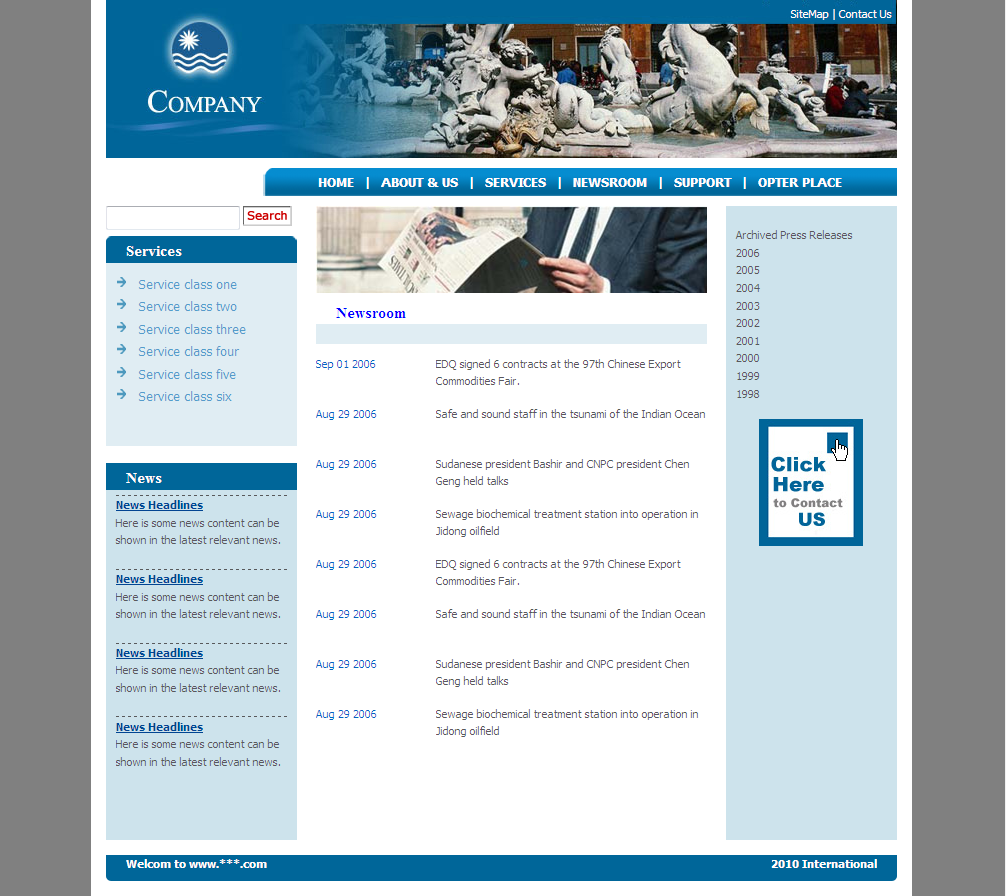 SiteMap | Contact Us
COMPANY
HOME | ABOUT & US | SERVICES | NEWSROOM | SUPPORT | OPTER PLACE
Search
Services
Service class one
Service class two
Service class three
Service class four
Service class five
Service class six
News
News Headlines
Here is some news content can be
shown in the latest relevant news.
News Headlines
Here is some news content can be
shown in the latest relevant news.
News Headlines
Here is some news content can be
shown in the latest relevant news.
News Headlines
Here is some news content can be
shown in the latest relevant news.
Newsroom
Sep 01 2006 EDQ signed 6 contracts at the 97th Chinese Export
Commodities Fair.
Aug 29 2006 Safe and sound staff in the tsunami of the Indian Ocean
Aug 29 2006 Sudanese president Bashir and CNPC president Chen
Geng held talks
Aug 29 2006 Sewage biochemical treatment station into operation in
Jidong oilfield
Aug 29 2006 EDQ signed 6 contracts at the 97th Chinese Export
Commodities Fair.
Aug 29 2006 Safe and sound staff in the tsunami of the Indian Ocean
Aug 29 2006 Sudanese president Bashir and CNPC president Chen
Geng held talks
Aug 29 2006 Sewage biochemical treatment station into operation in
Jidong oilfield
Archived Press Releases
2006
2005
2004
2003
2002
2001
2000
1999
1998
Click
Here
to Contact
US
Welcom to www.***.com
2010 International